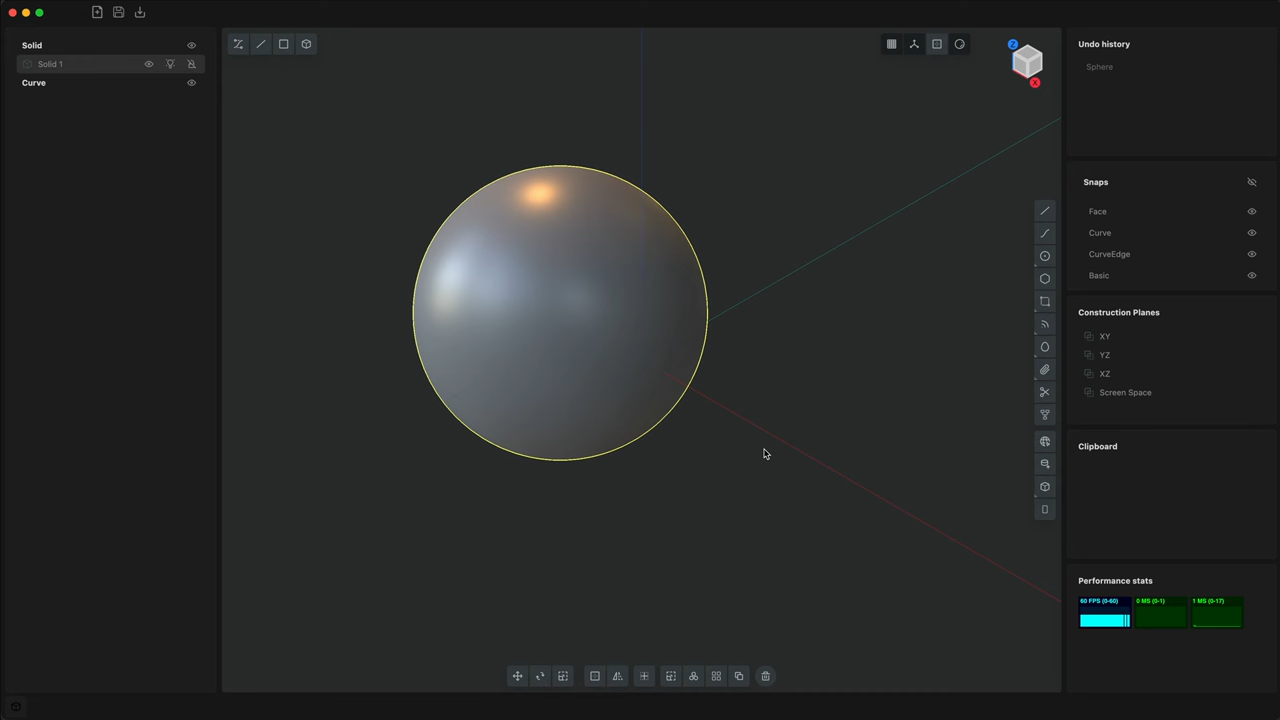 Solid
Solid 1
Curve
Z
X
Undo history
Sphere
Snaps
Face
Curve
CurveEdge
Basic
Construction Planes
XY
YZ
XZ
Screen Space
Clipboard
Performance stats
60 FPS (0-60)
0 MS (0-1)
1 MS (0-17)